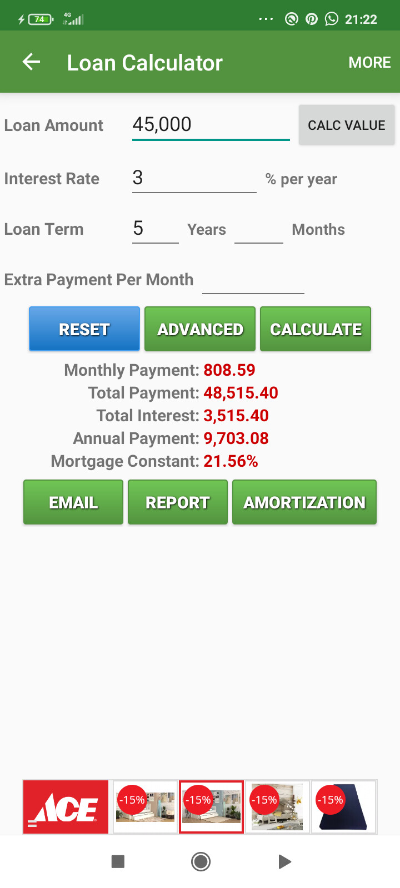 74
4G
21:22
Loan Calculator
MORE
Loan Amount 45,000 CALC VALUE
Interest Rate 3 % per year
Loan Term 5 Years Months
Extra Payment Per Month
RESET ADVANCED CALCULATE
Monthly Payment: 808.59
Total Payment: 48,515.40
Total Interest: 3,515.40
Annual Payment: 9,703.08
Mortgage Constant: 21.56%
EMAIL REPORT AMORTIZATION
ACE -15% -15% -15% -15%